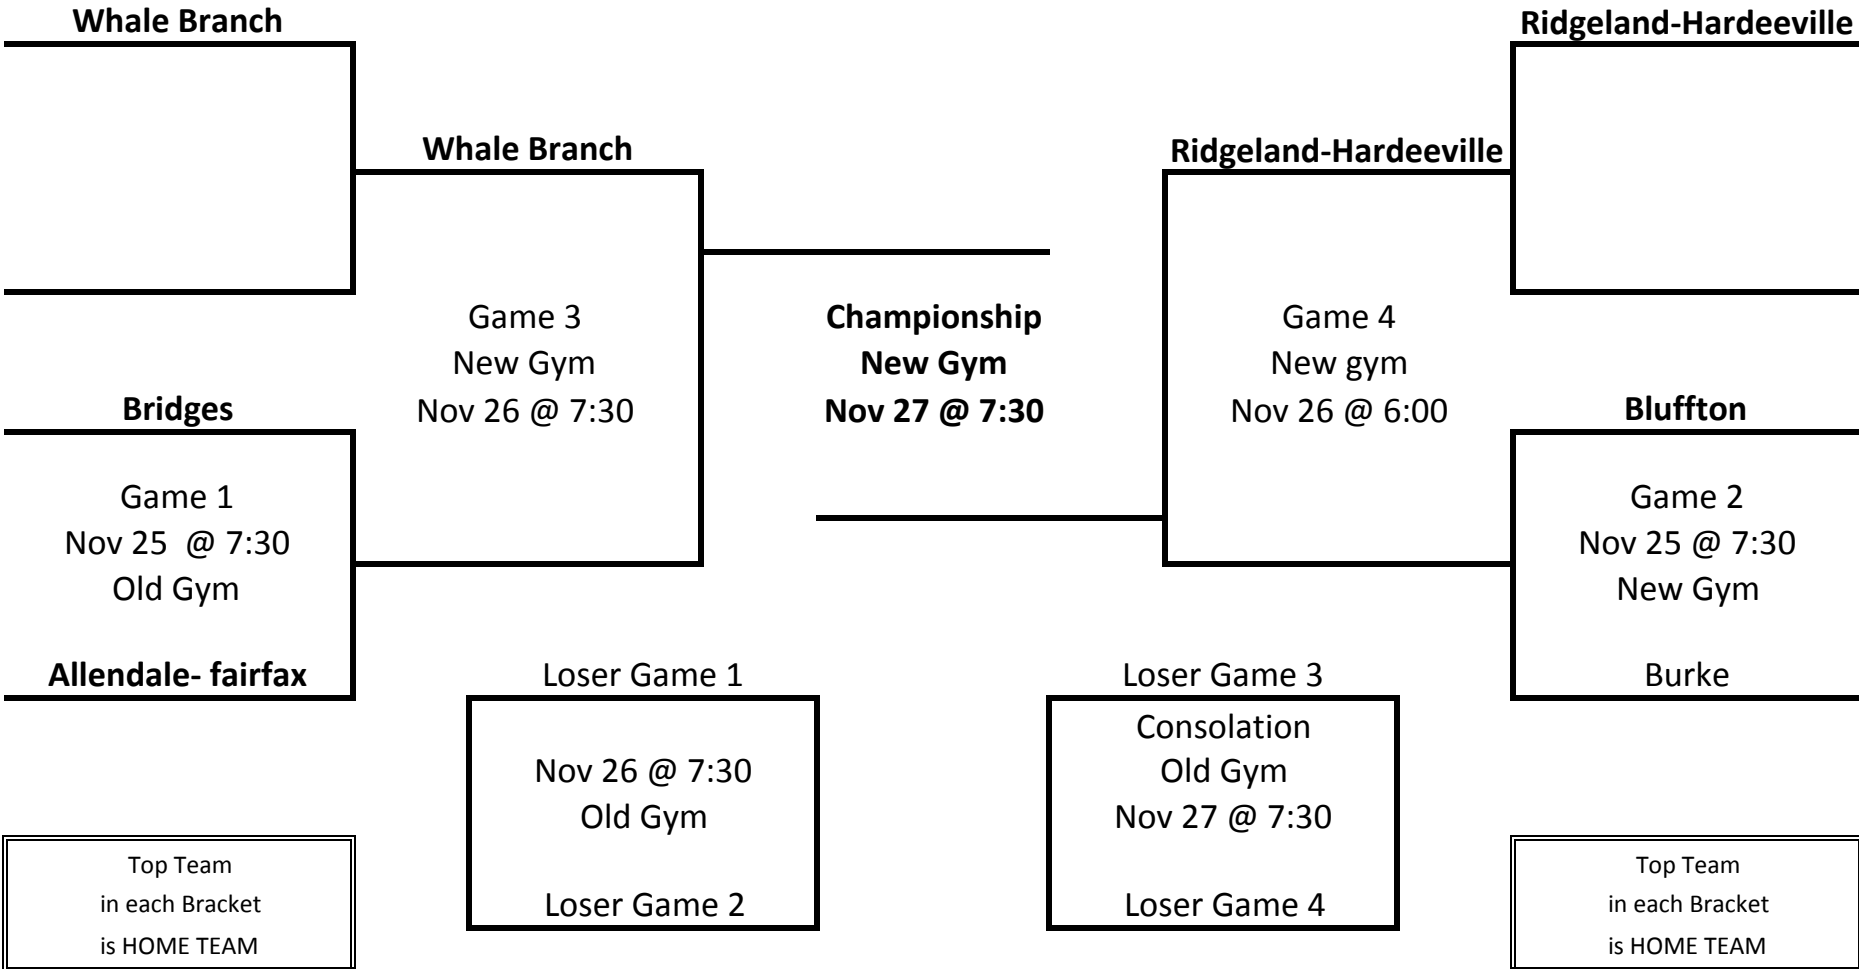 Whale Branch
Ridgeland-Hardeeville
Whale Branch
Ridgeland-Hardeeville
Game 3
New Gym
Nov 26 @ 7:30
Championship
New Gym
Nov 27 @ 7:30
Game 4
New gym
Nov 26 @ 6:00
Bridges
Game 1
Nov 25  @ 7:30
Old Gym
Allendale- fairfax
Bluffton
Game 2
Nov 25 @ 7:30
New Gym
Burke
Loser Game 1
Nov 26 @ 7:30
Old Gym
Loser Game 2
Loser Game 3
Consolation
Old Gym
Nov 27 @ 7:30
Loser Game 4
Top Team
in each Bracket
is HOME TEAM
Top Team
in each Bracket
is HOME TEAM